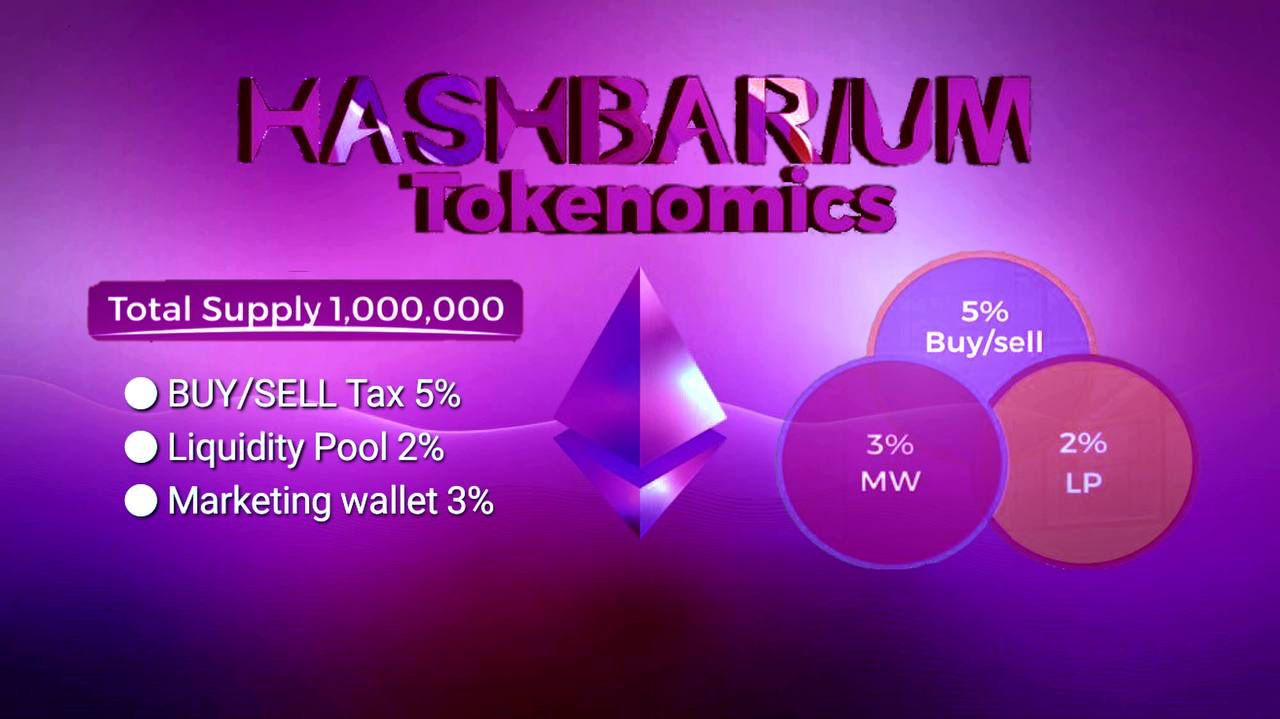 HASHBARIUM
Tokenomics
Total Supply 1,000,000
BUY/SELL Tax 5%
Liquidity Pool 2%
Marketing wallet 3%
5%
Buy/sell
3%
MW
2%
LP